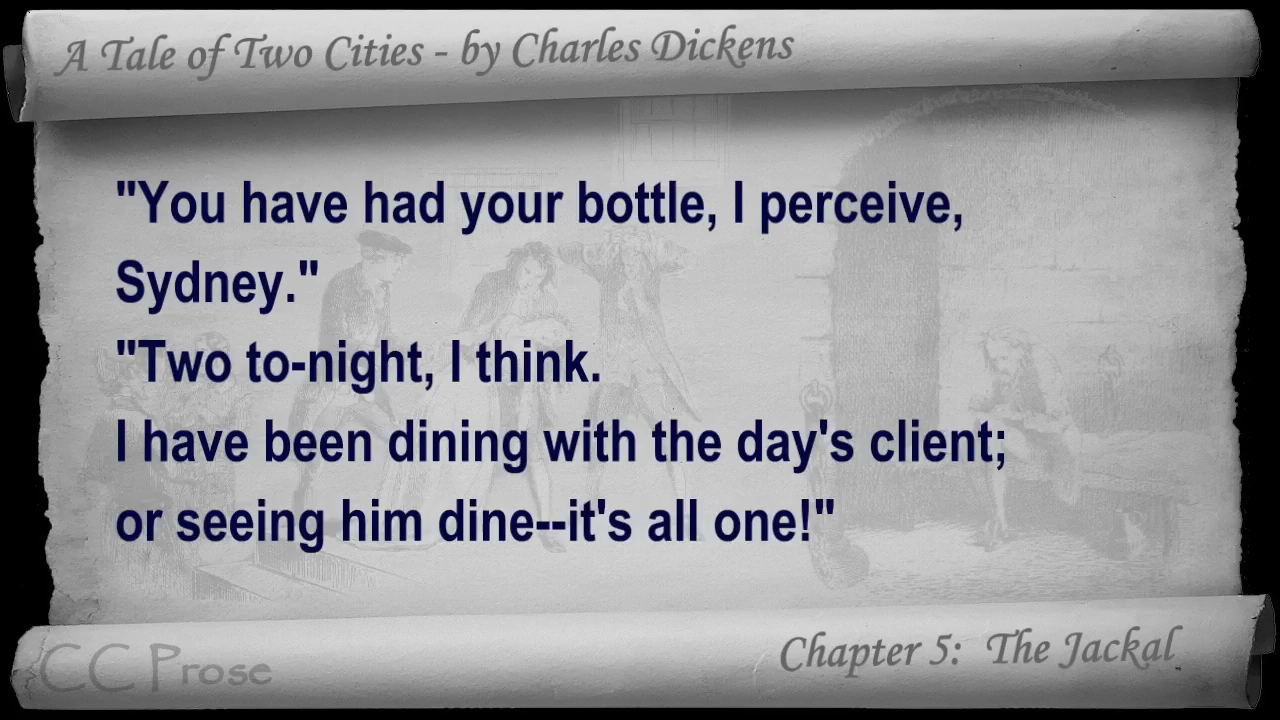 A Tale of Two Cities - by Charles Dickens
"You have had your bottle, I perceive,
Sydney."
"Two to-night, I think.
I have been dining with the day's client;
or seeing him dine--it's all one!"
CC Prose
Chapter 5: The Jackal